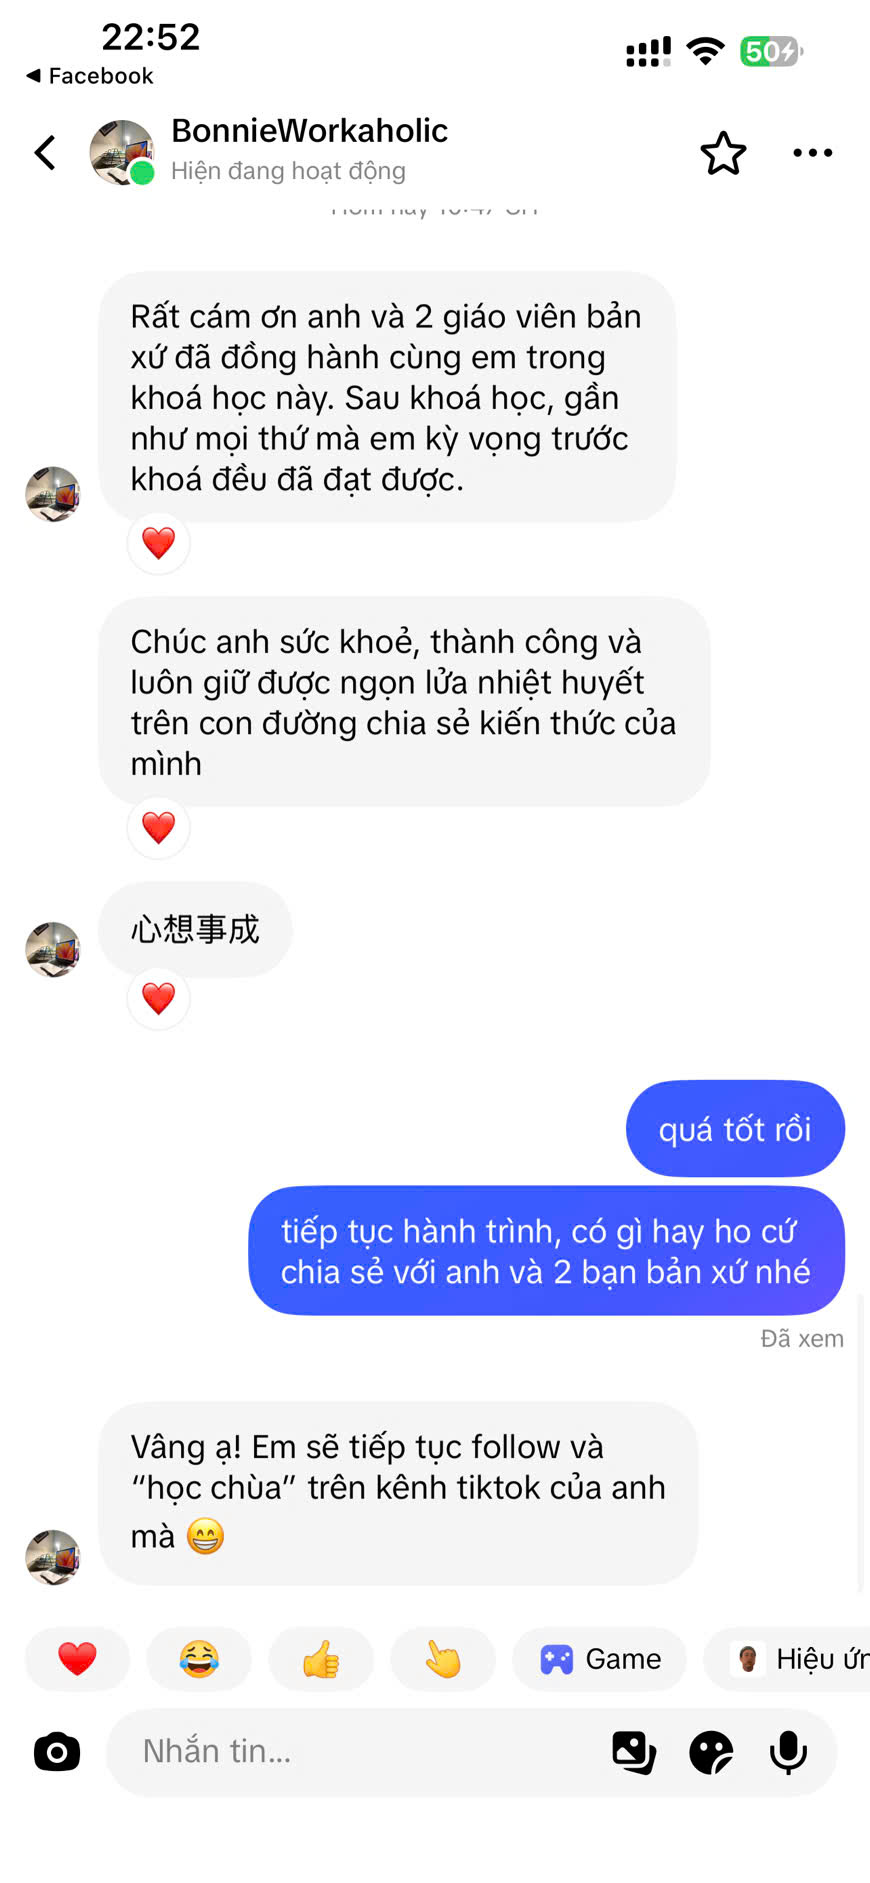 22:52
50
Facebook
BonnieWorkaholic
Hiện đang hoạt động
Rất cám ơn anh và 2 giáo viên bản
xứ đã đồng hành cùng em trong
khoá học này. Sau khoá học, gần
như mọi thứ mà em kỳ vọng trước
khoá đều đã đạt được.
Chúc anh sức khoẻ, thành công và
luôn giữ được ngọn lửa nhiệt huyết
trên con đường chia sẻ kiến thức của
mình
心想事成
quá tốt rồi
tiếp tục hành trình, có gì hay ho cứ
chia sẻ với anh và 2 bạn bản xứ nhé
Đã xem
Vâng ạ! Em sẽ tiếp tục follow và
“học chùa” trên kênh tiktok của anh
mà 😁
Game
Hiệu ứn
Nhắn tin...